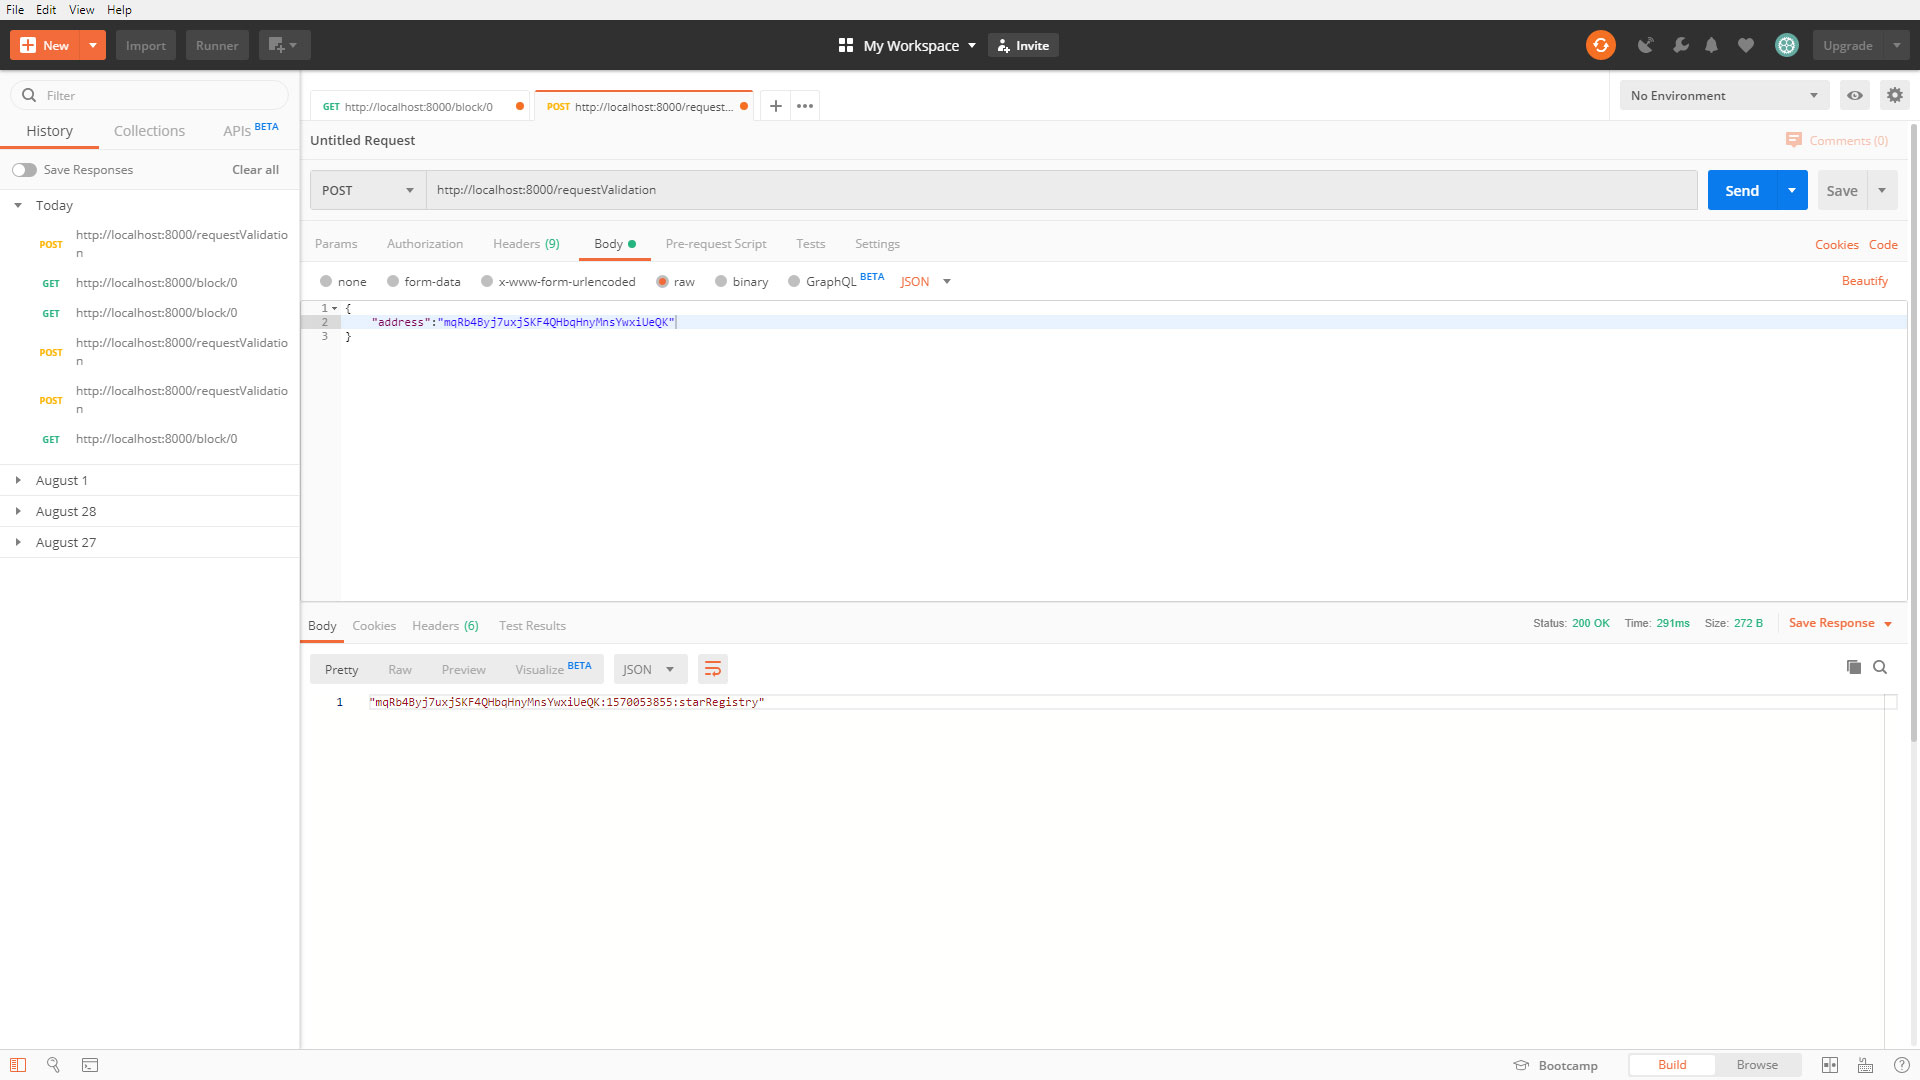 File Edit View Help
New Import Runner My Workspace Invite Upgrade
Filter
History Collections APIs BETA
Save Responses Clear all
Today
POST http://localhost:8000/requestValidatio
n
GET http://localhost:8000/block/0
GET http://localhost:8000/block/0
POST http://localhost:8000/requestValidatio
n
POST http://localhost:8000/requestValidatio
n
GET http://localhost:8000/block/0
August 1
August 28
August 27
GET http://localhost:8000/block/0 POST http://localhost:8000/request... + ••• No Environment
Untitled Request Comments (0)
POST http://localhost:8000/requestValidation Send Save
Params Authorization Headers (9) Body Pre-request Script Tests Settings Cookies Code
none form-data x-www-form-urlencoded raw binary GraphQL BETA JSON Beautify
1 {
2 "address":"mqRb4Byj7uxjSKF4QHbqHnyMnsYwxiUeQK"
3 }
Body Cookies Headers (6) Test Results Status: 200 OK Time: 291ms Size: 272 B Save Response
Pretty Raw Preview Visualize BETA JSON
1 "mqRb4Byj7uxjSKF4QHbqHnyMnsYwxiUeQK:1570053855:starRegistry"
Bootcamp Build Browse ?